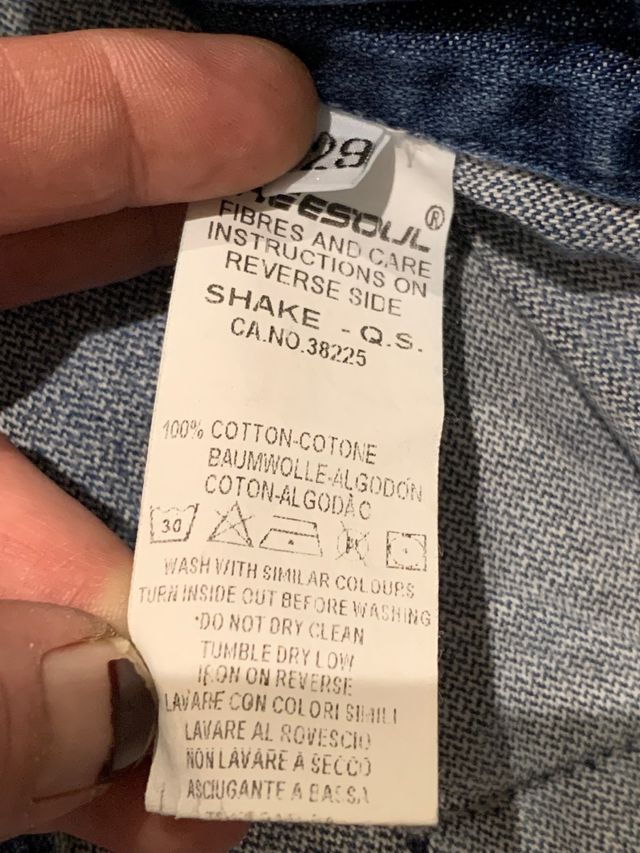 29
FIBRES AND CARE
INSTRUCTIONS ON
REVERSE SIDE
SHAKE - Q.S.
CA.NO.38225
100% COTTON-COTONE
BAUMWOLLE-ALGODÓN
COTON-ALGODÃO
30
WASH WITH SIMILAR COLOURS
TURN INSIDE OUT BEFORE WASHING
*DO NOT DRY CLEAN
TUMBLE DRY LOW
IRON ON REVERSE
LAVARE CON COLORI SIMILI
LAVARE AL ROVESCIO
NON LAVARE A SECCO
ASCIUGANTE A BASSA